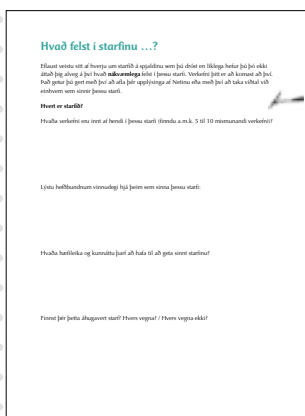 Hvað felst í starfinu …?
Eflaust veistu sitt af hverju um starfið á spjaldinu sem þú dróst en líklega hefur þú þó ekki
áttað þig alveg á því hvað nákvæmlega felst í þessu starfi. Verkefni þitt er að komast að því.
Það getur þú gert með því að afla þér upplýsinga af Netinu eða með því að taka viðtal við
einhvern sem sinnir þessu starfi.
Hvert er starfið?
Hvaða verkefni eru innt af hendi í þessu starfi (finndu a.m.k. 5 til 10 mismunandi verkefni)?
Lýstu hefðbundnum vinnudegi hjá þeim sem sinna þessu starfi:
Hvaða hæfileika og kunnáttu þarf að hafa til að geta sinnt starfinu?
Finnst þér þetta áhugavert starf? Hvers vegna? / Hvers vegna ekki?